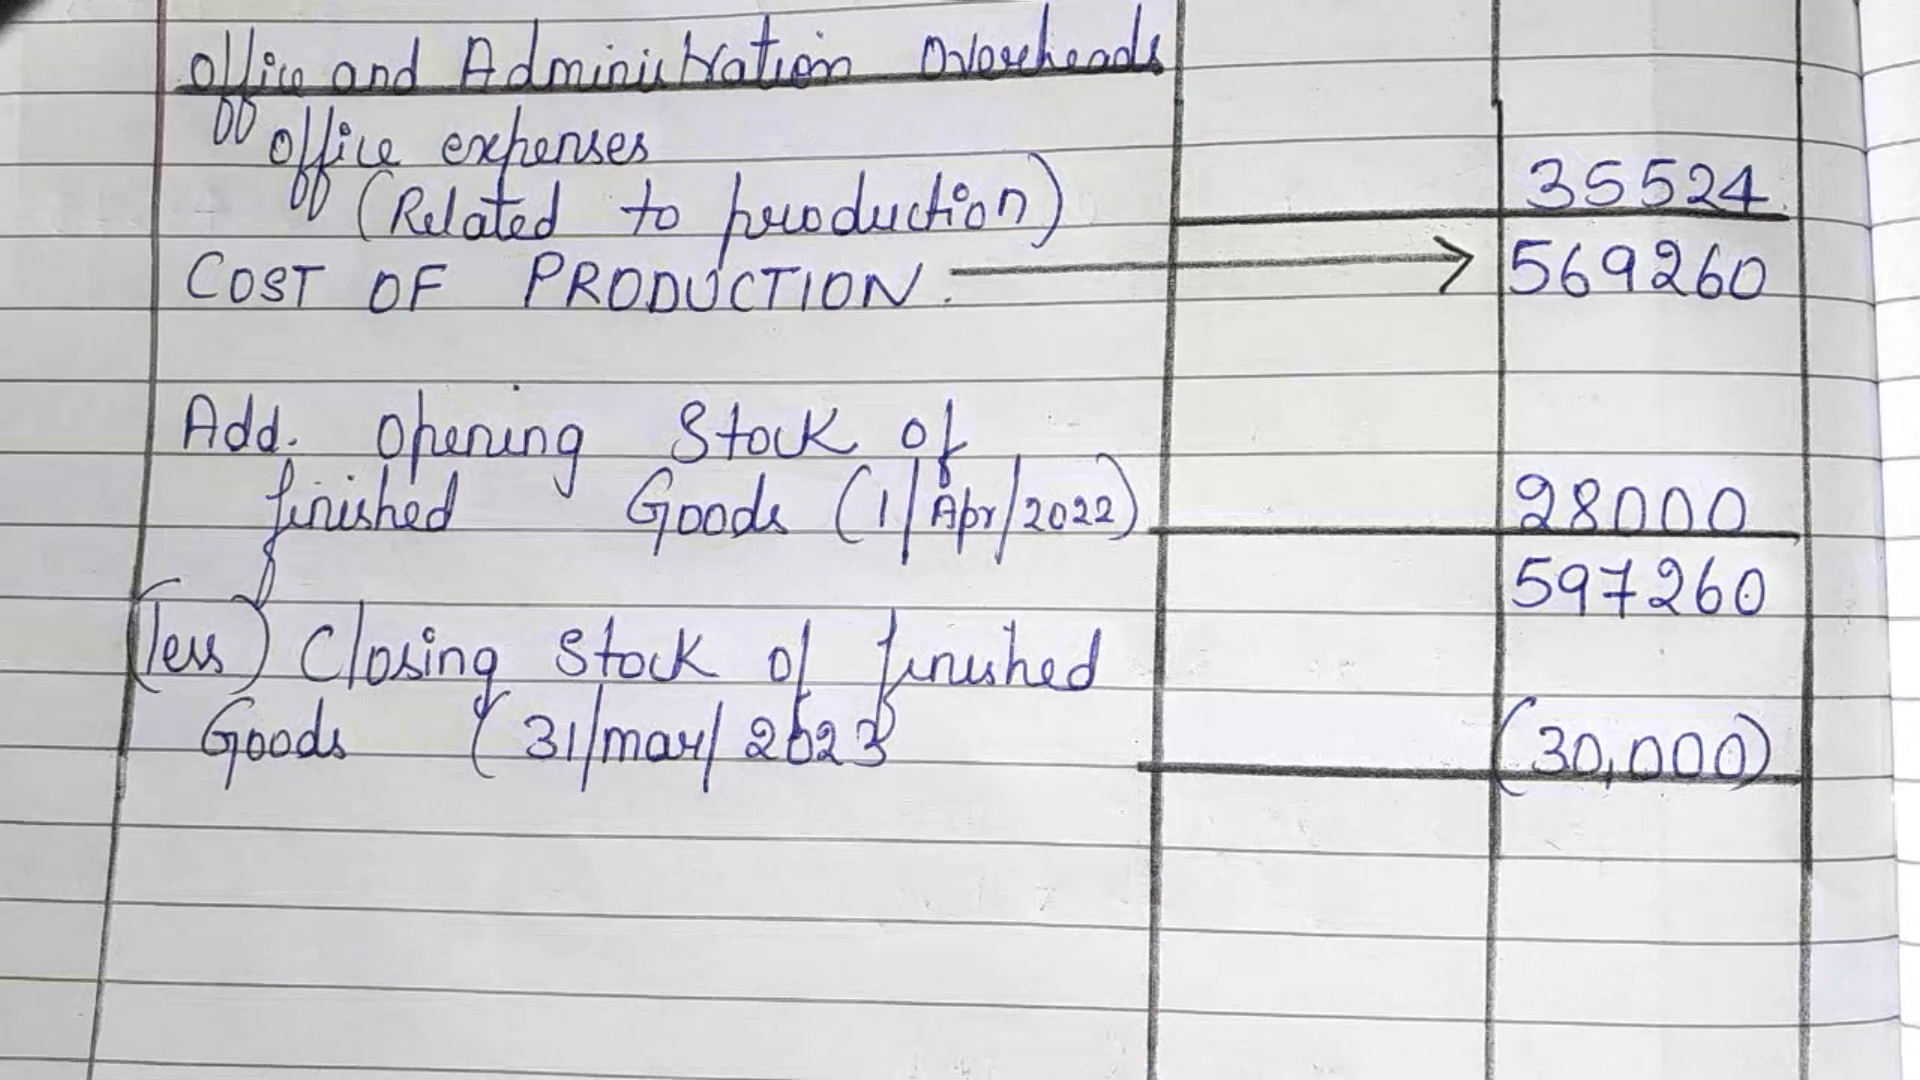 Office and Administration Overheads
Office expenses
(Related to production) 35524
COST OF PRODUCTION. → 569260
Add. Opening Stock of
finished Goods (1/Apr/2022) 28000
597260
(less) Closing Stock of finished
Goods (31/mar/2023 (30,000)